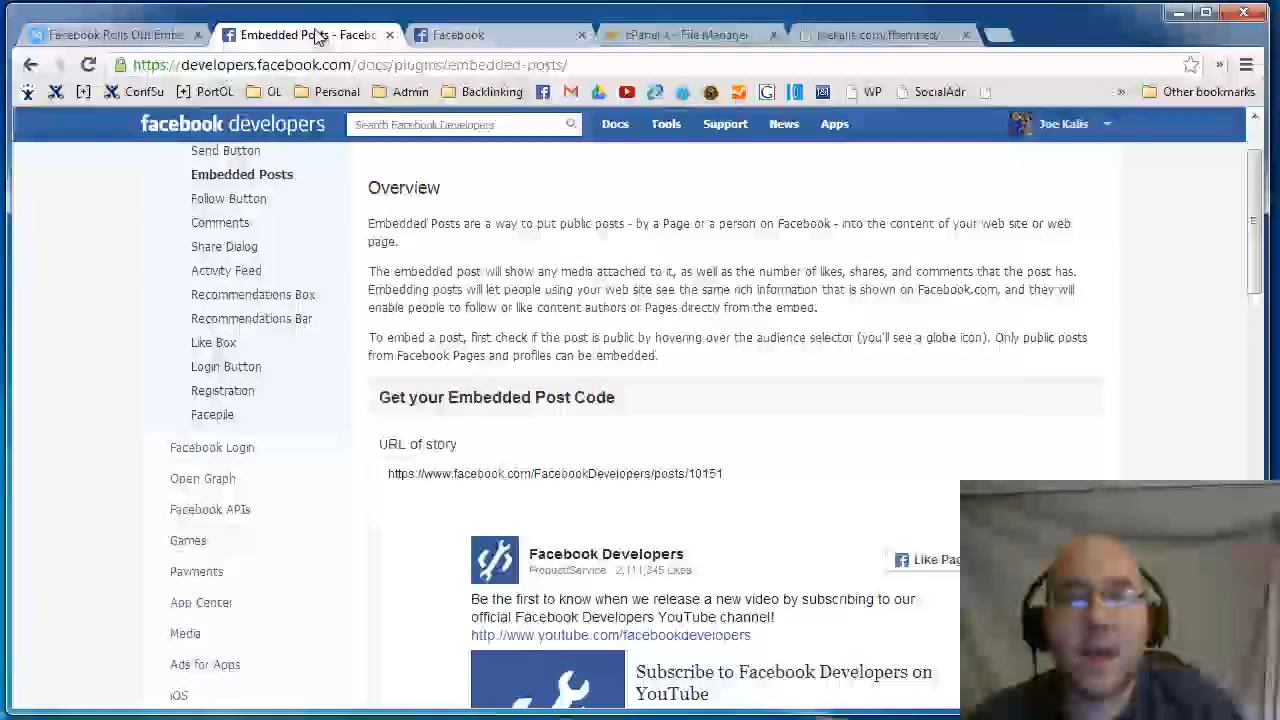 Facebook Rolls Out Embe
Embedded Posts - Facebo
Facebook
cPanel X - File Manager
https://developers.facebook.com/docs/plugins/embedded-posts/
ConfSu
[+] PortOL
OL
Personal
Admin
Backlinking
WP
SocialAdr
»
Other bookmarks
facebook developers
Search Facebook Developers
Docs
Tools
Support
News
Apps
Joe Kalis
Send Button
Embedded Posts
Follow Button
Comments
Share Dialog
Activity Feed
Recommendations Box
Recommendations Bar
Like Box
Login Button
Registration
Facepile
Facebook Login
Open Graph
Facebook APIs
Games
Payments
App Center
Media
Ads for Apps
iOS
Overview
Embedded Posts are a way to put public posts - by a Page or a person on Facebook - into the content of your web site or web
page.
The embedded post will show any media attached to it, as well as the number of likes, shares, and comments that the post has.
Embedding posts will let people using your web site see the same rich information that is shown on Facebook.com, and they will
enable people to follow or like content authors or Pages directly from the embed.
To embed a post, first check if the post is public by hovering over the audience selector (you'll see a globe icon). Only public posts
from Facebook Pages and profiles can be embedded.
Get your Embedded Post Code
URL of story
https://www.facebook.com/FacebookDevelopers/posts/10151
Facebook Developers
Product/Service · 2,111,345 Likes
Like Pag
Be the first to know when we release a new video by subscribing to our
official Facebook Developers YouTube channel!
http://www.youtube.com/facebookdevelopers
Subscribe to Facebook Developers on
YouTube